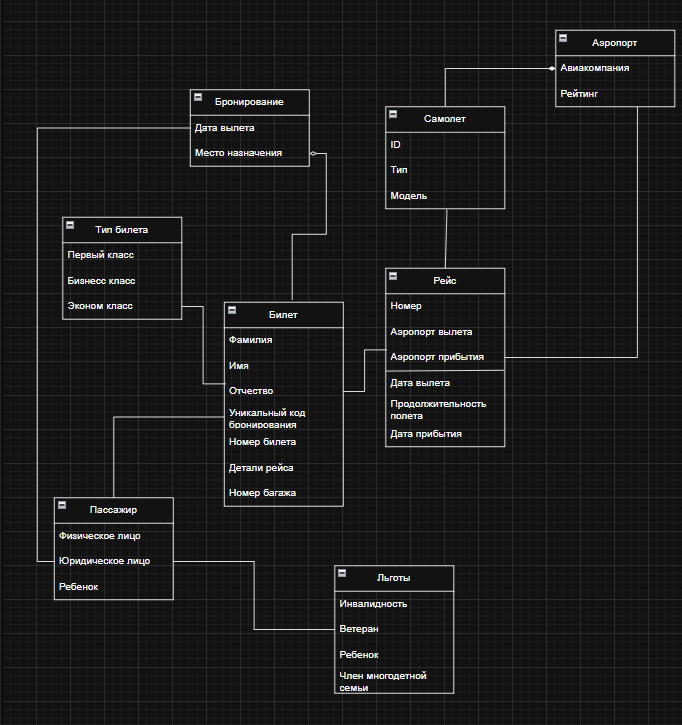 Аэропорт
Авиакомпания
Рейтинг
Бронирование
Дата вылета
Место назначения
Самолет
ID
Тип
Модель
Тип билета
Первый класс
Бизнесс класс
Эконом класс
Рейс
Номер
Аэропорт вылета
Аэропорт прибытия
Дата вылета
Продолжительность
полета
Дата прибытия
Билет
Фамилия
Имя
Отчество
Уникальный код
бронирования
Номер билета
Детали рейса
Номер багажа
Пассажир
Физическое лицо
Юридическое лицо
Ребенок
Льготы
Инвалидность
Ветеран
Ребенок
Член многодетной
семьи